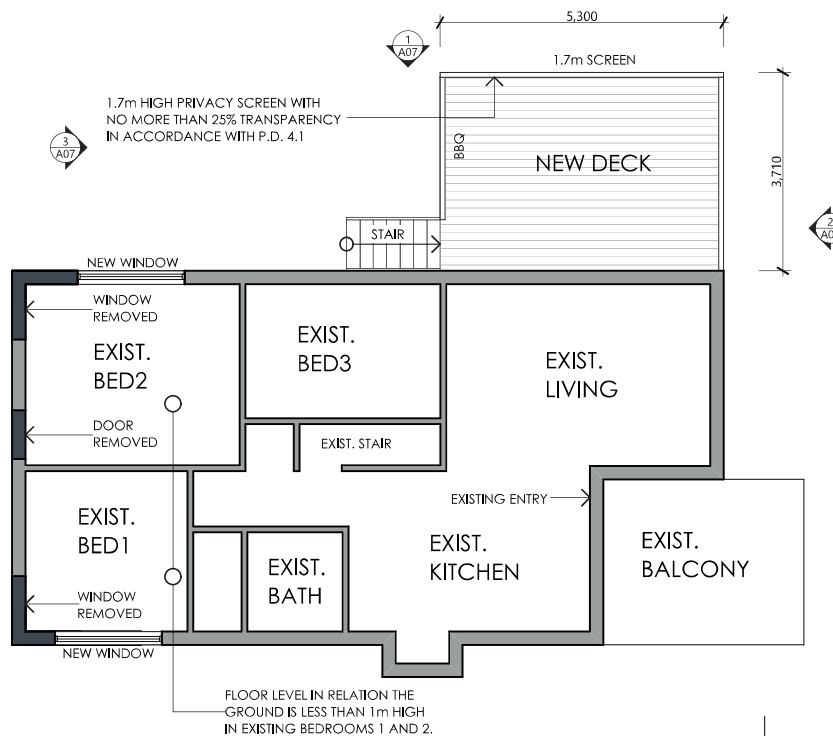 5,300
1
A07
1.7m SCREEN
1.7m HIGH PRIVACY SCREEN WITH
NO MORE THAN 25% TRANSPARENCY
IN ACCORDANCE WITH P.D. 4.1
3
A07
BBQ
NEW DECK
3,710
STAIR
2
NEW WINDOW
WINDOW
REMOVED
EXIST.
BED2
EXIST.
BED3
EXIST.
LIVING
DOOR
REMOVED
EXIST. STAIR
EXISTING ENTRY
EXIST.
BED1
EXIST.
KITCHEN
EXIST.
BALCONY
EXIST.
BATH
WINDOW
REMOVED
NEW WINDOW
FLOOR LEVEL IN RELATION THE
GROUND IS LESS THAN 1m HIGH
IN EXISTING BEDROOMS 1 AND 2.